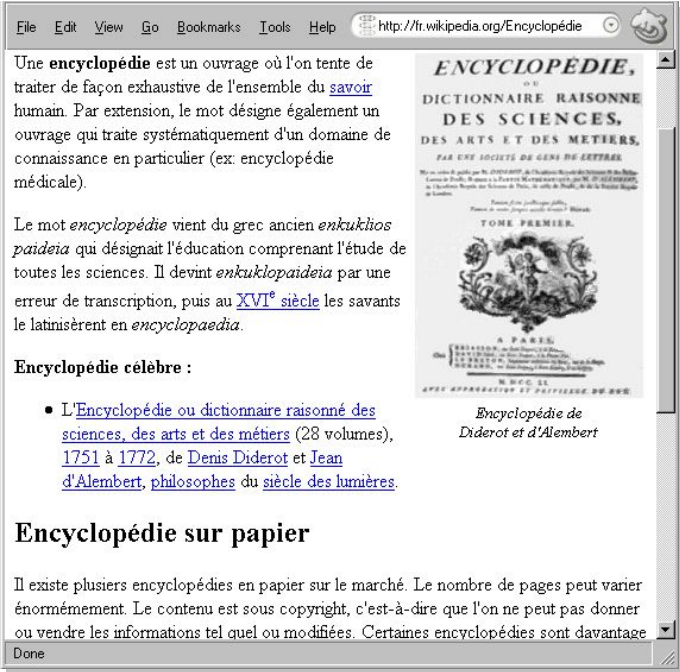 File Edit View Go Bookmarks Tools Help http://fr.wikipedia.org/Encyclopédie
Une encyclopédie est un ouvrage où l'on tente de
traiter de façon exhaustive de l'ensemble du savoir
humain. Par extension, le mot désigne également un
ouvrage qui traite systématiquement d'un domaine de
connaissance en particulier (ex: encyclopédie
médicale).
Le mot encyclopédie vient du grec ancien enkuklios
paideia qui désignait l'éducation comprenant l'étude de
toutes les sciences. Il devint enkuklopaideia par une
erreur de transcription, puis au XVIe siècle les savants
le latinisèrent en encyclopaedia.
Encyclopédie célèbre :
L'Encyclopédie ou dictionnaire raisonné des
sciences, des arts et des métiers (28 volumes),
1751 à 1772, de Denis Diderot et Jean
d'Alembert, philosophes du siècle des lumières.
ENCYCLOPÉDIE,
OU
DICTIONNAIRE RAISONNÉ
DES SCIENCES,
DES ARTS ET DES MÉTIERS,
PAR UNE SOCIETÉ DE GENS DE LETTRES.
TOME PREMIER.
A PARIS,
M. DCC. LI.
AVEC APPROBATION ET PRIVILEGE DU ROY.
Encyclopédie de
Diderot et d'Alembert
Encyclopédie sur papier
Il existe plusiers encyclopédies en papier sur le marché. Le nombre de pages peut varier
énormémement. Le contenu est sous copyright, c'est-à-dire que l'on ne peut pas donner
ou vendre les informations tel quel ou modifiées. Certaines encyclopédies sont davantage
Done